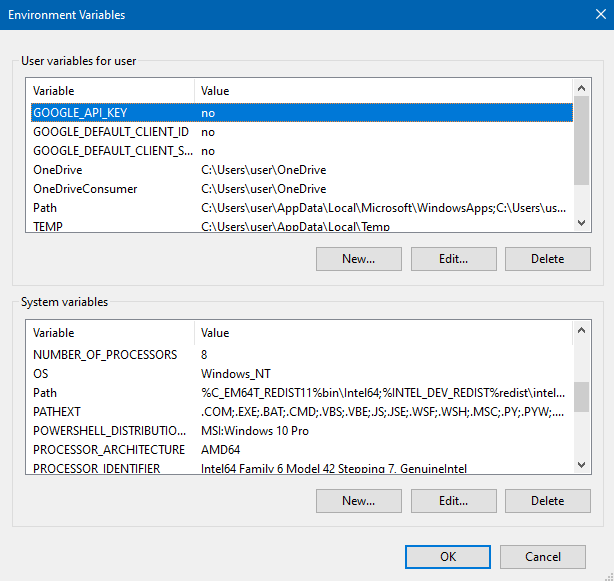 Environment Variables
User variables for user
Variable Value
GOOGLE_API_KEY no
GOOGLE_DEFAULT_CLIENT_ID no
GOOGLE_DEFAULT_CLIENT_S... no
OneDrive C:\Users\user\OneDrive
OneDriveConsumer C:\Users\user\OneDrive
Path C:\Users\user\AppData\Local\Microsoft\WindowsApps;C:\Users\us...
TEMP C:\Users\user\AppData\Local\Temp
New... Edit... Delete
System variables
Variable Value
NUMBER_OF_PROCESSORS 8
OS Windows_NT
Path %C_EM64T_REDIST11%bin\Intel64;%INTEL_DEV_REDIST%redist\intel...
PATHEXT .COM;.EXE;.BAT;.CMD;.VBS;.VBE;.JS;.JSE;.WSF;.WSH;.MSC;.PY;.PYW;....
POWERSHELL_DISTRIBUTIO... MSI:Windows 10 Pro
PROCESSOR_ARCHITECTURE AMD64
PROCESSOR_IDENTIFIER Intel64 Family 6 Model 42 Stepping 7, GenuineIntel
New... Edit... Delete
OK Cancel